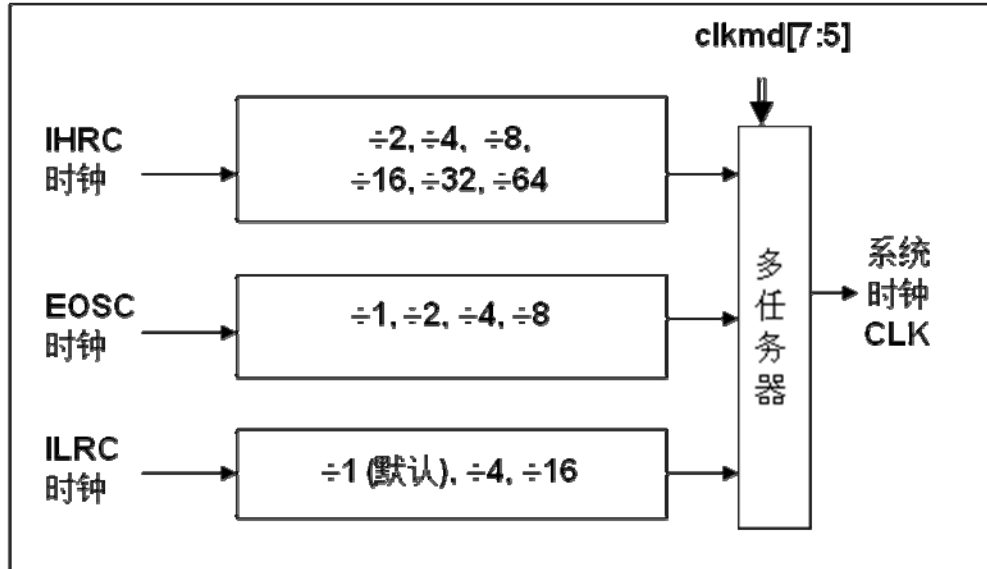 clkmd[7:5]
IHRC
时钟
÷2, ÷4, ÷8,
÷16, ÷32, ÷64
EOSC
时钟
÷1, ÷2, ÷4, ÷8
ILRC
时钟
÷1 (默认), ÷4, ÷16
多任务器
系统
时钟
CLK